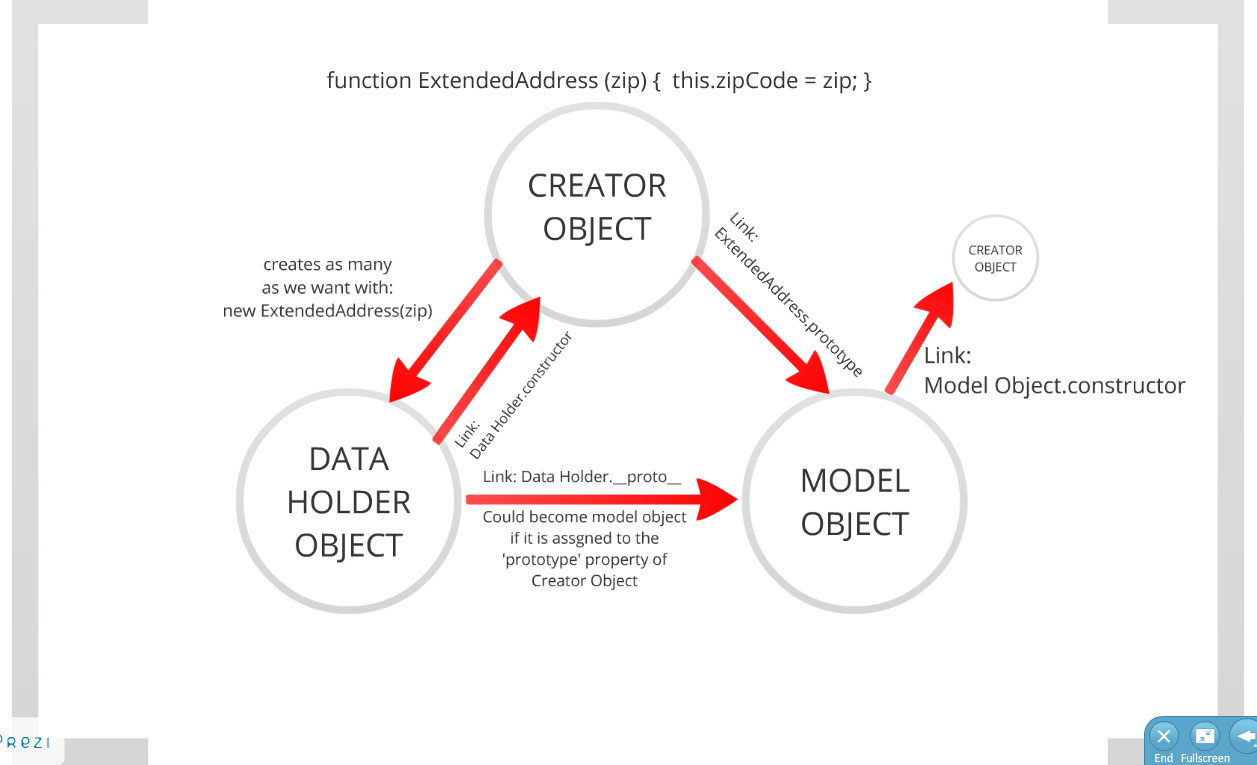 function ExtendedAddress (zip) {  this.zipCode = zip; }
CREATOR
OBJECT
creates as many
as we want with:
new ExtendedAddress(zip)
Link:
Data Holder.constructor
Link:
ExtendedAddress.prototype
CREATOR
OBJECT
Link:
Model Object.constructor
DATA
HOLDER
OBJECT
Link: Data Holder.__proto__
Could become model object
if it is assgned to the
'prototype' property of
Creator Object
MODEL
OBJECT
PReZI
End
Fullscreen